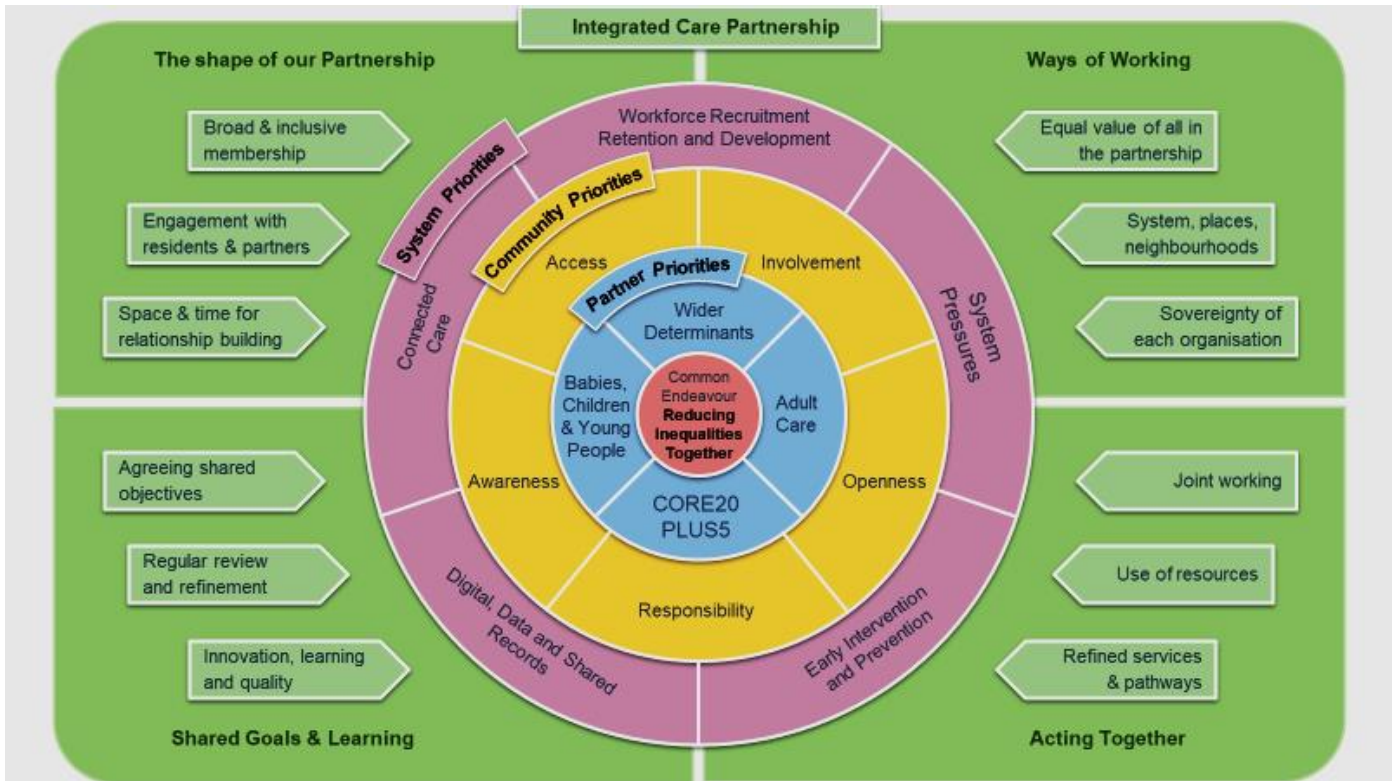 Integrated Care Partnership
The shape of our Partnership
Broad & inclusive
membership
Engagement with
residents & partners
Space & time for
relationship building
Ways of Working
Equal value of all in
the partnership
System, places,
neighbourhoods
Sovereignty of
each organisation
System Priorities
Workforce Recruitment
Retention and Development
System
Pressures
Early Intervention
and Prevention
Digital, Data and Shared
Records
Connected
Care
Community Priorities
Access
Involvement
Openness
Responsibility
Awareness
Partner Priorities
Wider
Determinants
Adult
Care
CORE20
PLUS5
Babies,
Children
& Young
People
Common
Endeavour
Reducing
Inequalities
Together
Agreeing shared
objectives
Regular review
and refinement
Innovation, learning
and quality
Shared Goals & Learning
Joint working
Use of resources
Refined services
& pathways
Acting Together